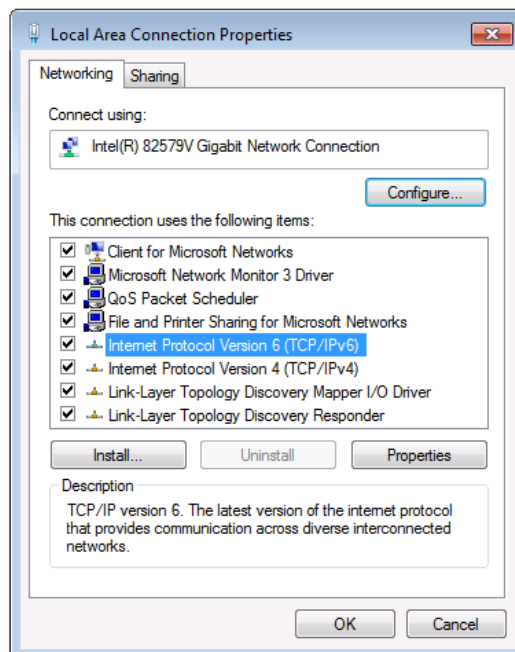 Local Area Connection Properties
Networking
Sharing
Connect using:
Intel(R) 82579V Gigabit Network Connection
Configure...
This connection uses the following items:
Client for Microsoft Networks
Microsoft Network Monitor 3 Driver
QoS Packet Scheduler
File and Printer Sharing for Microsoft Networks
Internet Protocol Version 6 (TCP/IPv6)
Internet Protocol Version 4 (TCP/IPv4)
Link-Layer Topology Discovery Mapper I/O Driver
Link-Layer Topology Discovery Responder
Install...
Uninstall
Properties
Description
TCP/IP version 6. The latest version of the internet protocol
that provides communication across diverse interconnected
networks.
OK
Cancel